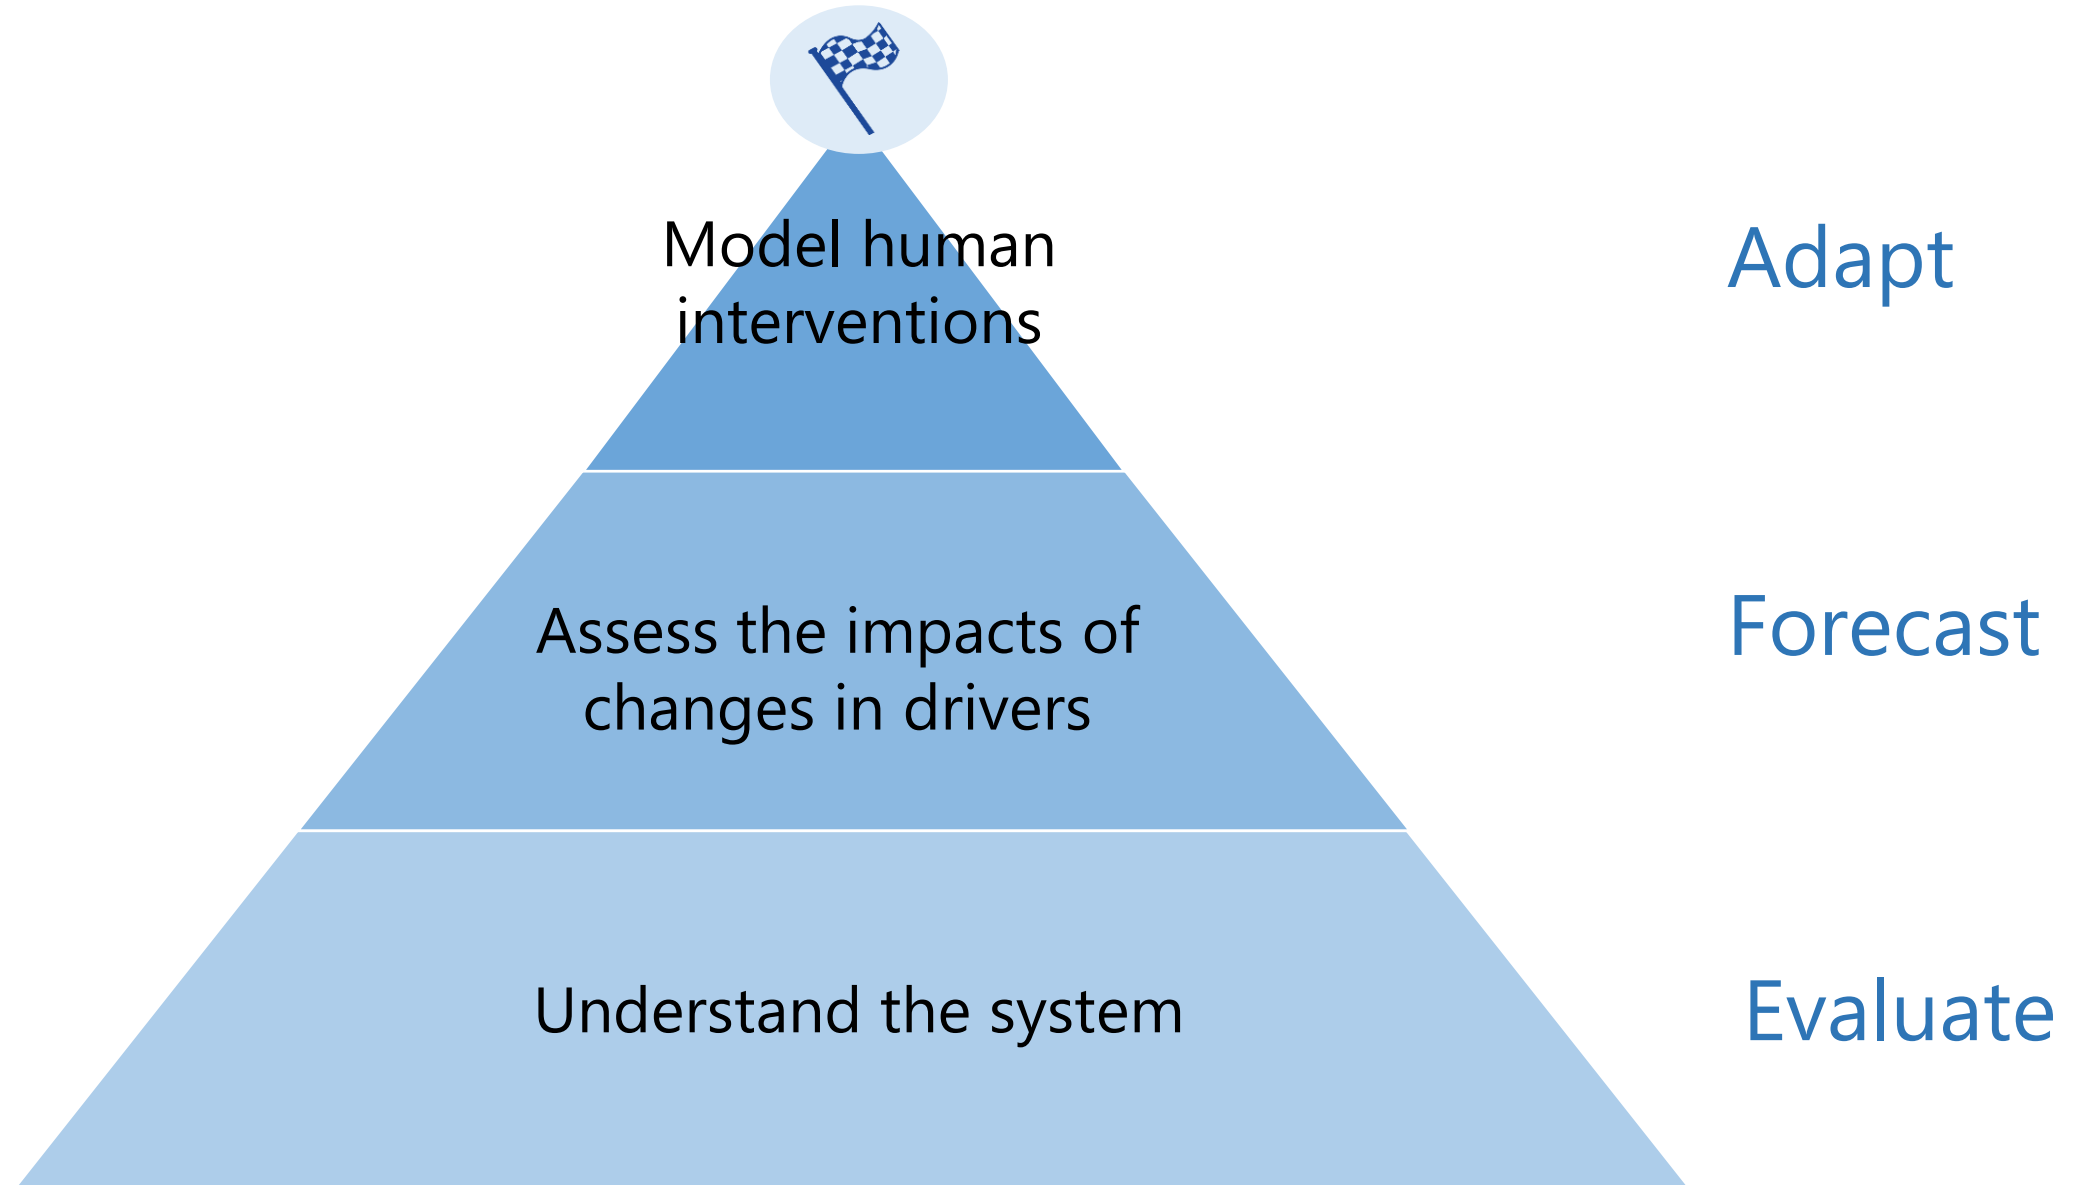 Model human
interventions
Adapt
Assess the impacts of
changes in drivers
Forecast
Understand the system
Evaluate